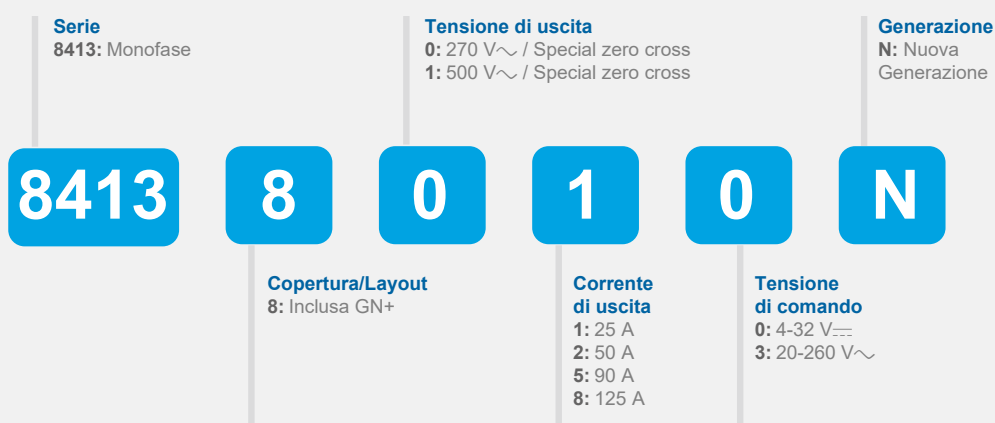 Serie
8413: Monofase
Tensione di uscita
0: 270 V~ / Special zero cross
1: 500 V~ / Special zero cross
Generazione
N: Nuova
Generazione
8413 8 0 1 0 N
Copertura/Layout
8: Inclusa GN+
Corrente
di uscita
1: 25 A
2: 50 A
5: 90 A
8: 125 A
Tensione
di comando
0: 4-32 V⎓
3: 20-260 V~